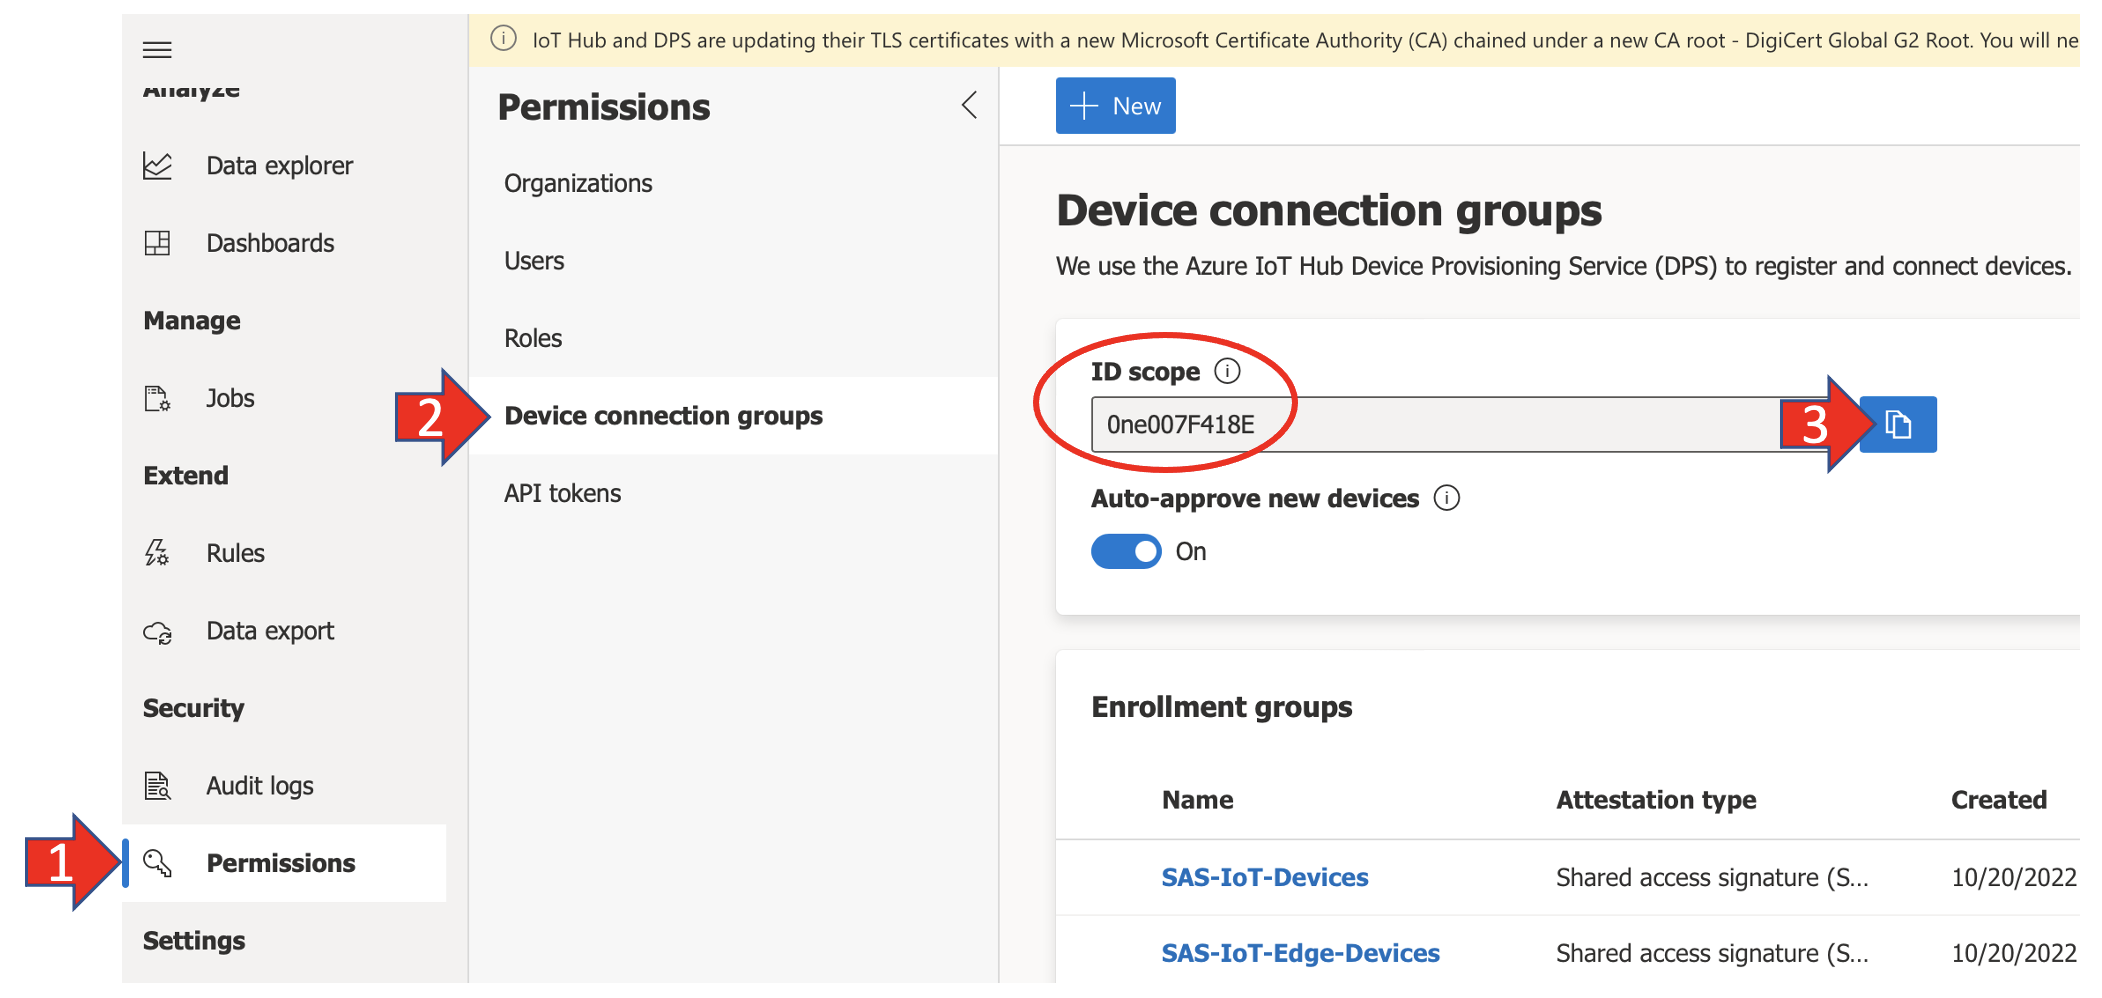 IoT Hub and DPS are updating their TLS certificates with a new Microsoft Certificate Authority (CA) chained under a new CA root - DigiCert Global G2 Root. You will ne
Analyze
Data explorer
Dashboards
Manage
Jobs
Extend
Rules
Data export
Security
Audit logs
1
Permissions
Settings
Permissions
Organizations
Users
Roles
2
Device connection groups
API tokens
New
Device connection groups
We use the Azure IoT Hub Device Provisioning Service (DPS) to register and connect devices.
ID scope
0ne007F418E
3
Auto-approve new devices
On
Enrollment groups
Name Attestation type Created
SAS-IoT-Devices Shared access signature (S... 10/20/2022
SAS-IoT-Edge-Devices Shared access signature (S... 10/20/2022